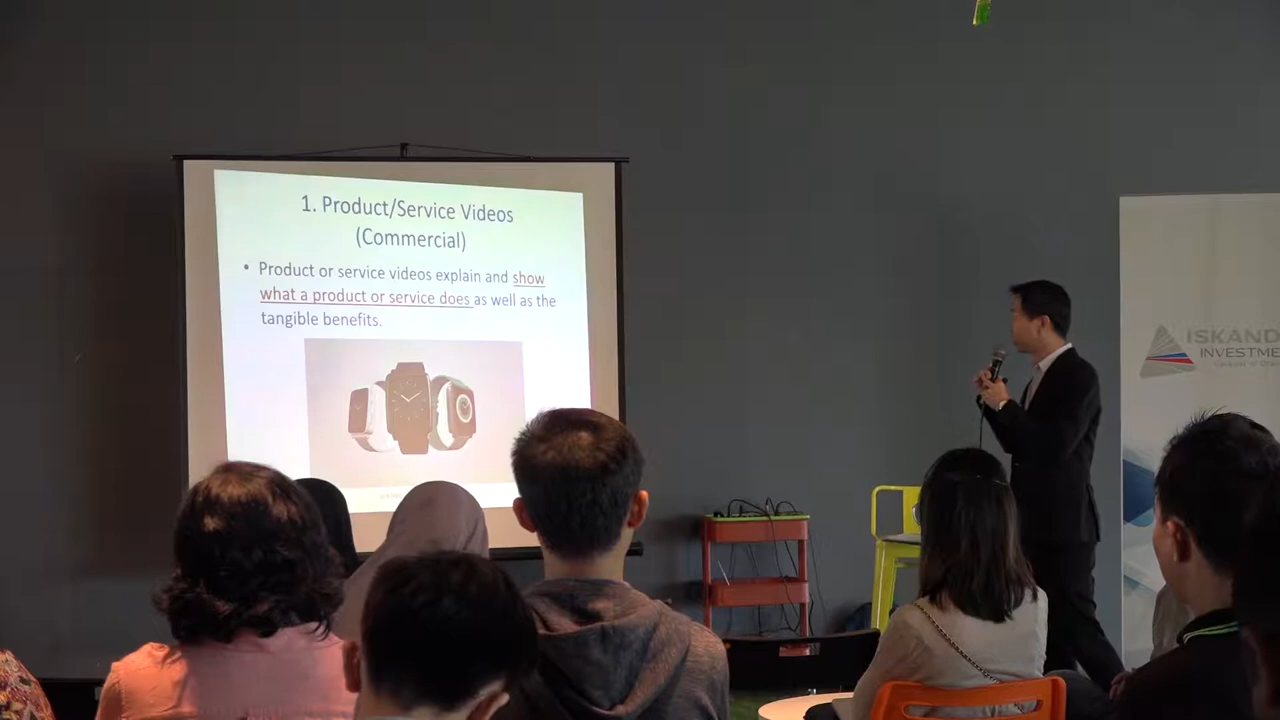 1. Product/Service Videos
(Commercial)
• Product or service videos explain and show
what a product or service does as well as the
tangible benefits.
ISKAND
INVESTME